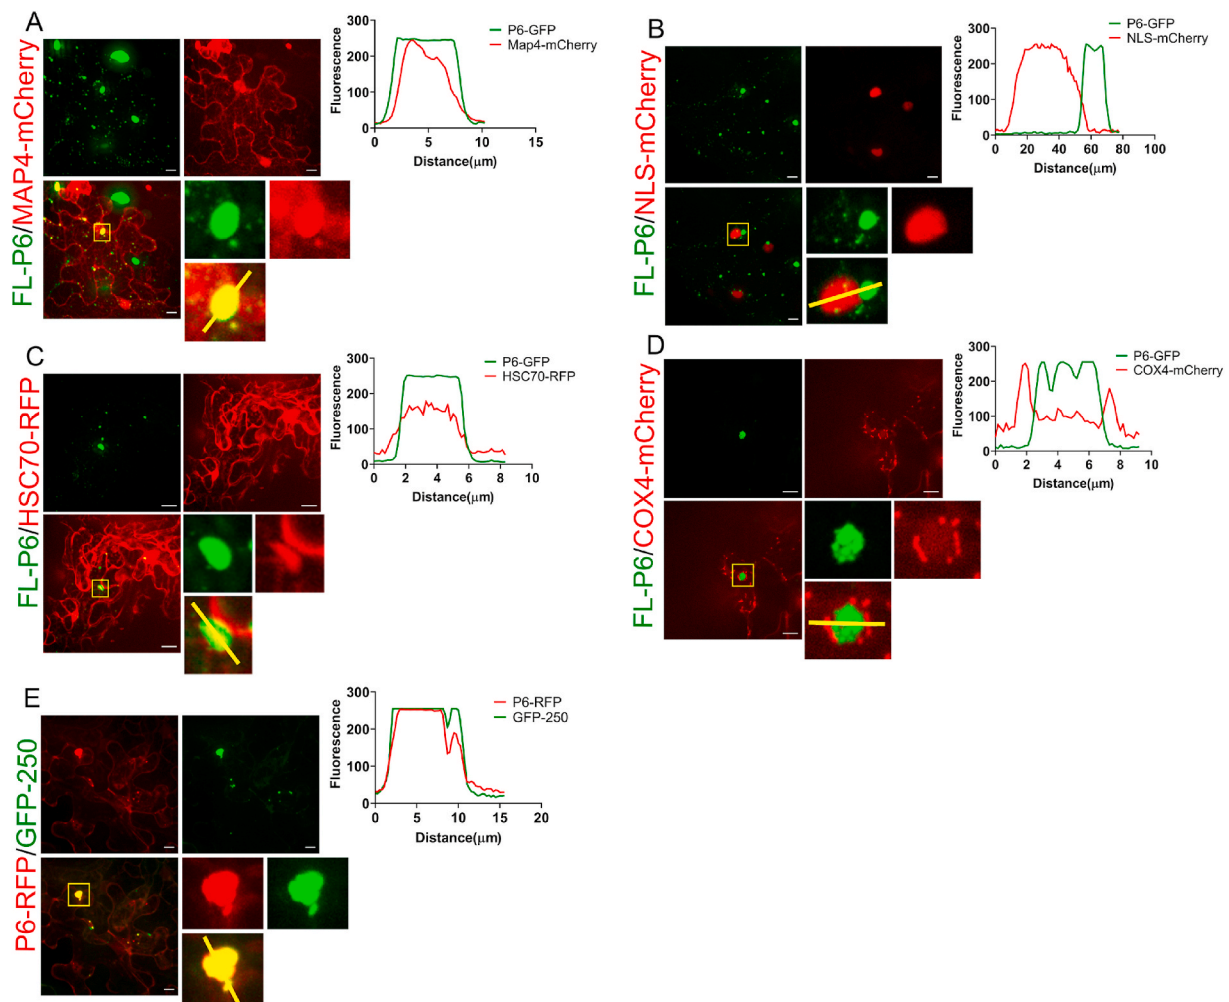 A
FL-P6/MAP4-mCherry
Fluorescence
300
200
100
0
0 5 10 15
Distance(μm)
P6-GFP
Map4-mCherry
B
FL-P6/NLS-mCherry
Fluorescence
300
200
100
0
0 20 40 60 80 100
Distance(μm)
P6-GFP
NLS-mCherry
C
FL-P6/HSC70-RFP
Fluorescence
300
200
100
0
0 2 4 6 8 10
Distance(μm)
P6-GFP
HSC70-RFP
D
FL-P6/COX4-mCherry
Fluorescence
300
200
100
0
0 2 4 6 8 10
Distance(μm)
P6-GFP
COX4-mCherry
E
P6-RFP/GFP-250
Fluorescence
300
200
100
0
0 5 10 15 20
Distance(μm)
P6-RFP
GFP-250